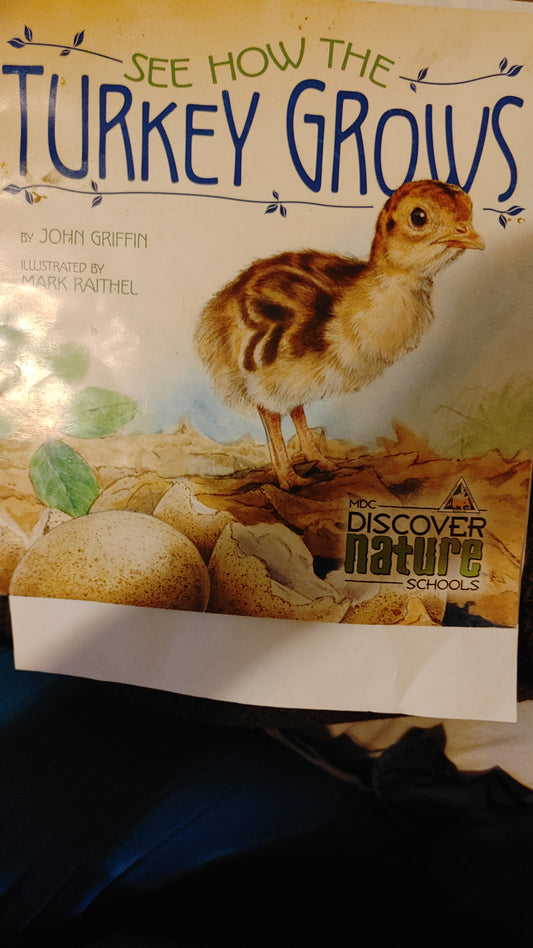 SEE HOW THE
TURKEY GROWS
BY JOHN GRIFFIN
ILLUSTRATED BY
MARK RAITHEL
MDC
DISCOVER
nature
SCHOOLS